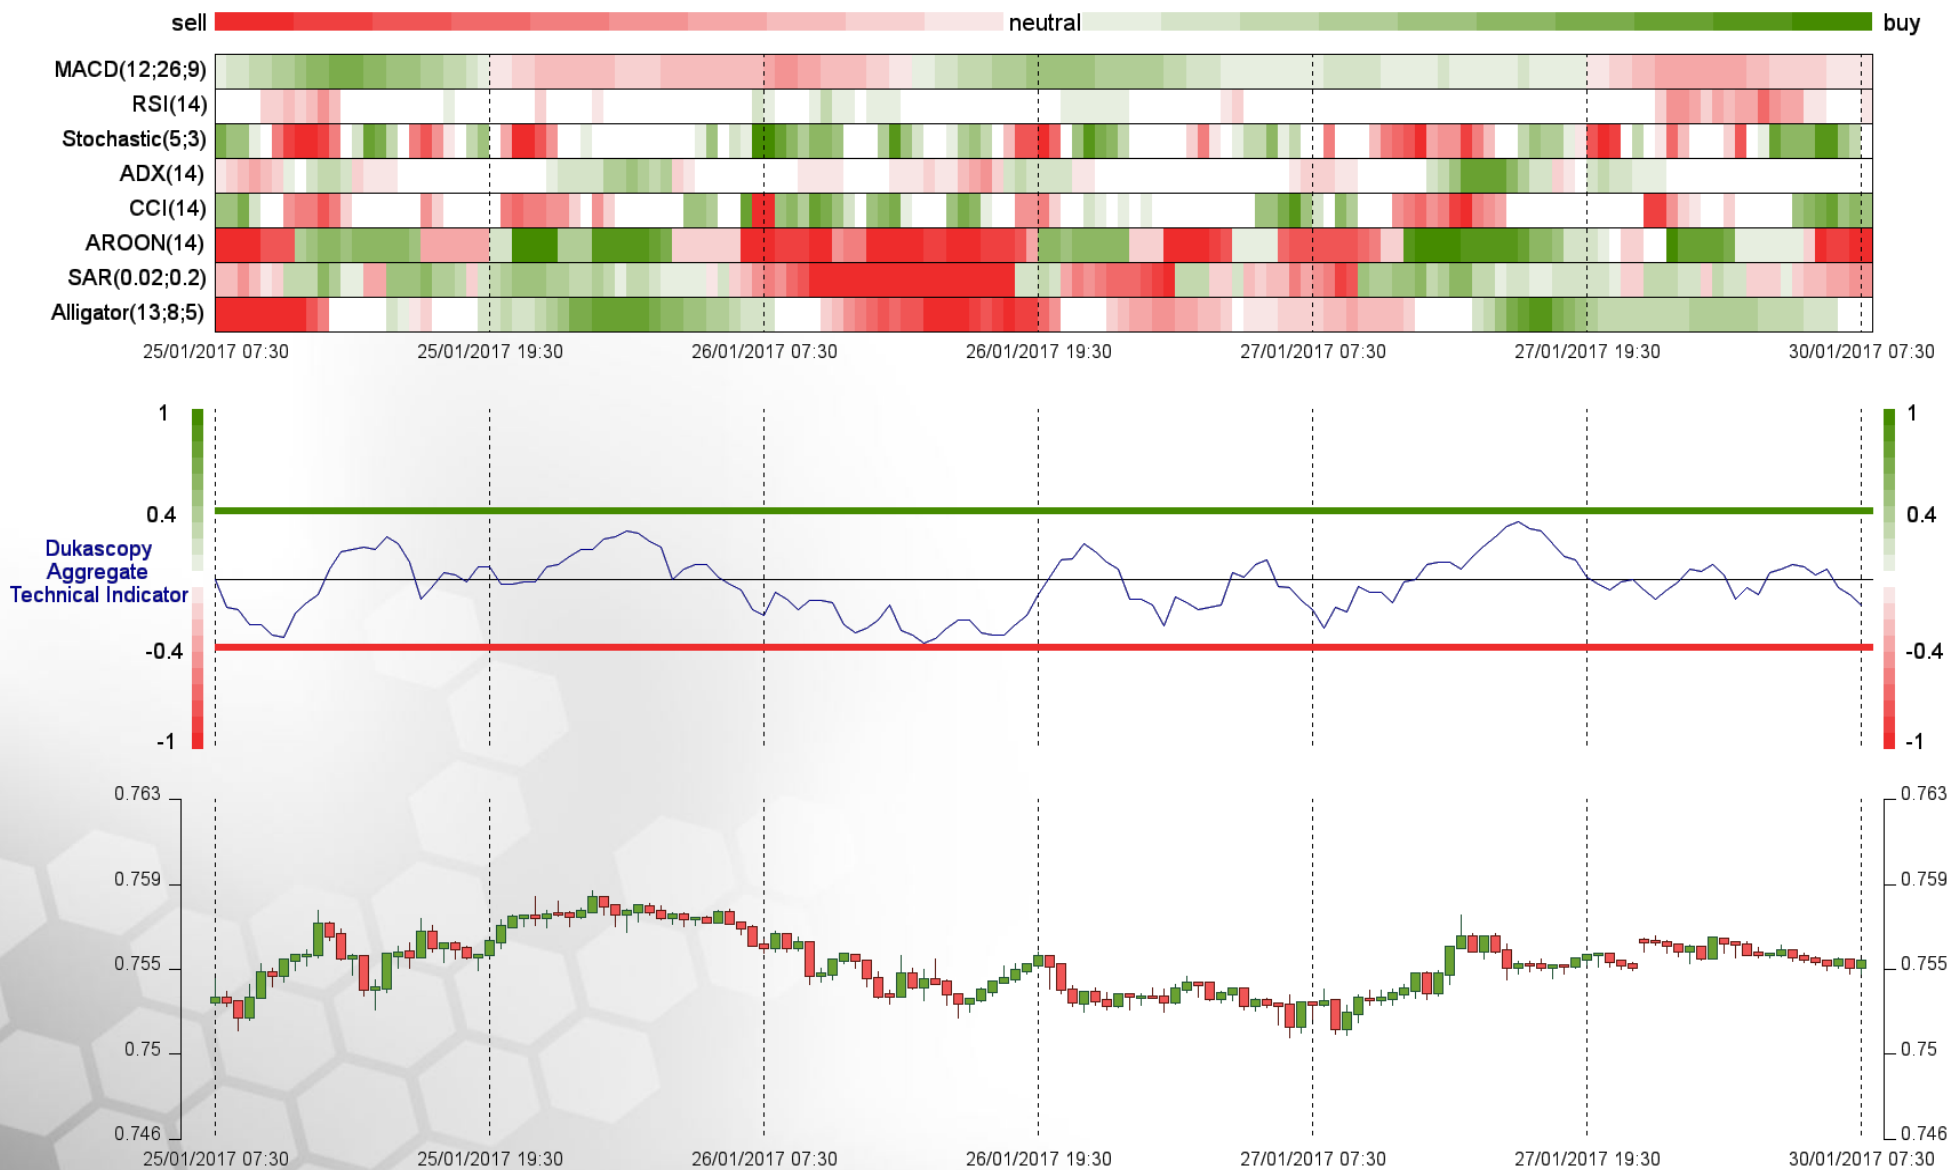 sell neutral buy
MACD(12;26;9)
RSI(14)
Stochastic(5;3)
ADX(14)
CCI(14)
AROON(14)
SAR(0.02;0.2)
Alligator(13;8;5)
25/01/2017 07:30 25/01/2017 19:30 26/01/2017 07:30 26/01/2017 19:30 27/01/2017 07:30 27/01/2017 19:30 30/01/2017 07:30
1 1
0.4 0.4
Dukascopy
Aggregate
Technical Indicator
-0.4 -0.4
-1 -1
0.763 0.763
0.759 0.759
0.755 0.755
0.75 0.75
0.746 0.746
25/01/2017 07:30 25/01/2017 19:30 26/01/2017 07:30 26/01/2017 19:30 27/01/2017 07:30 27/01/2017 19:30 30/01/2017 07:30